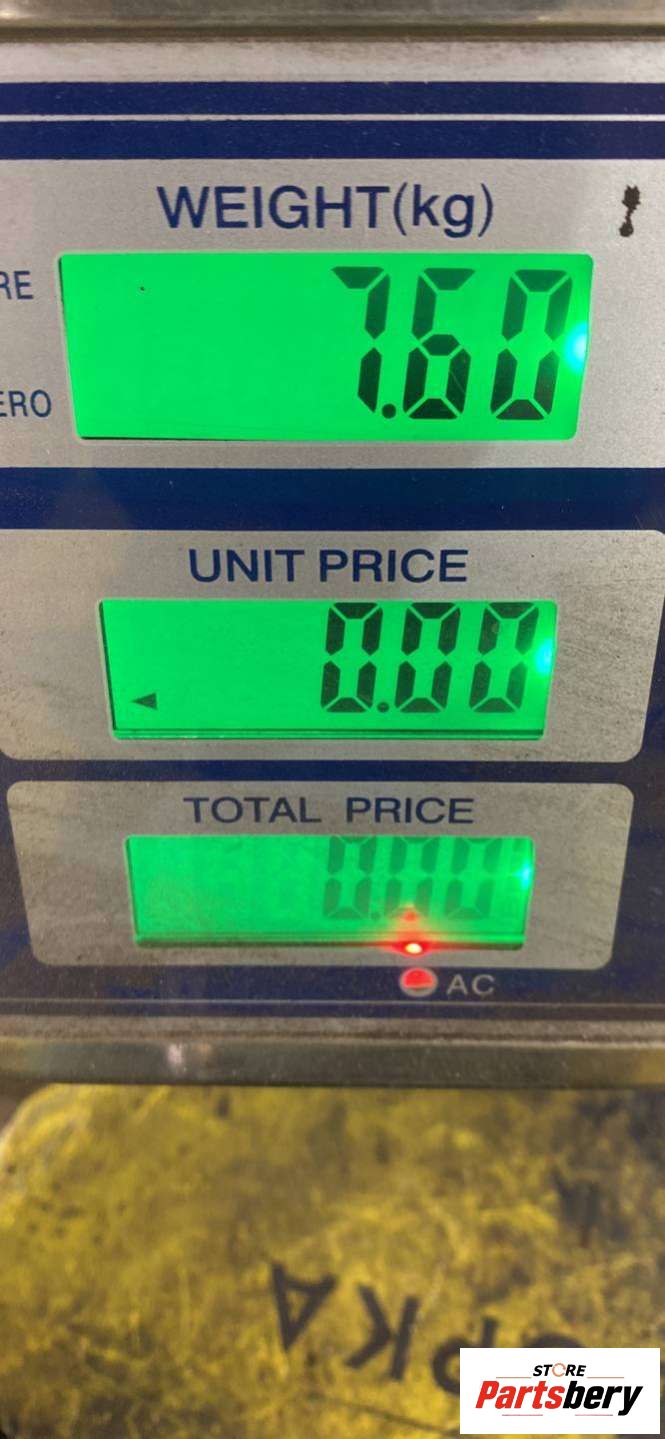 WEIGHT(kg)
RE
7.60
ERO
UNIT PRICE
0.00
TOTAL PRICE
0.00
AC
STORE
Partsbery